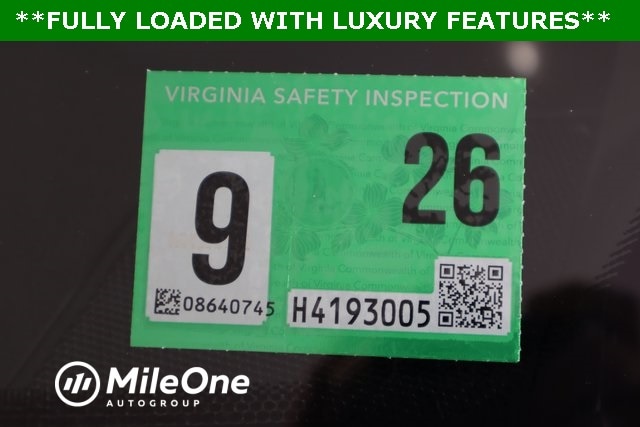 **FULLY LOADED WITH LUXURY FEATURES**
VIRGINIA SAFETY INSPECTION
9
26
08640745
H4193005
MileOne
AUTOGROUP